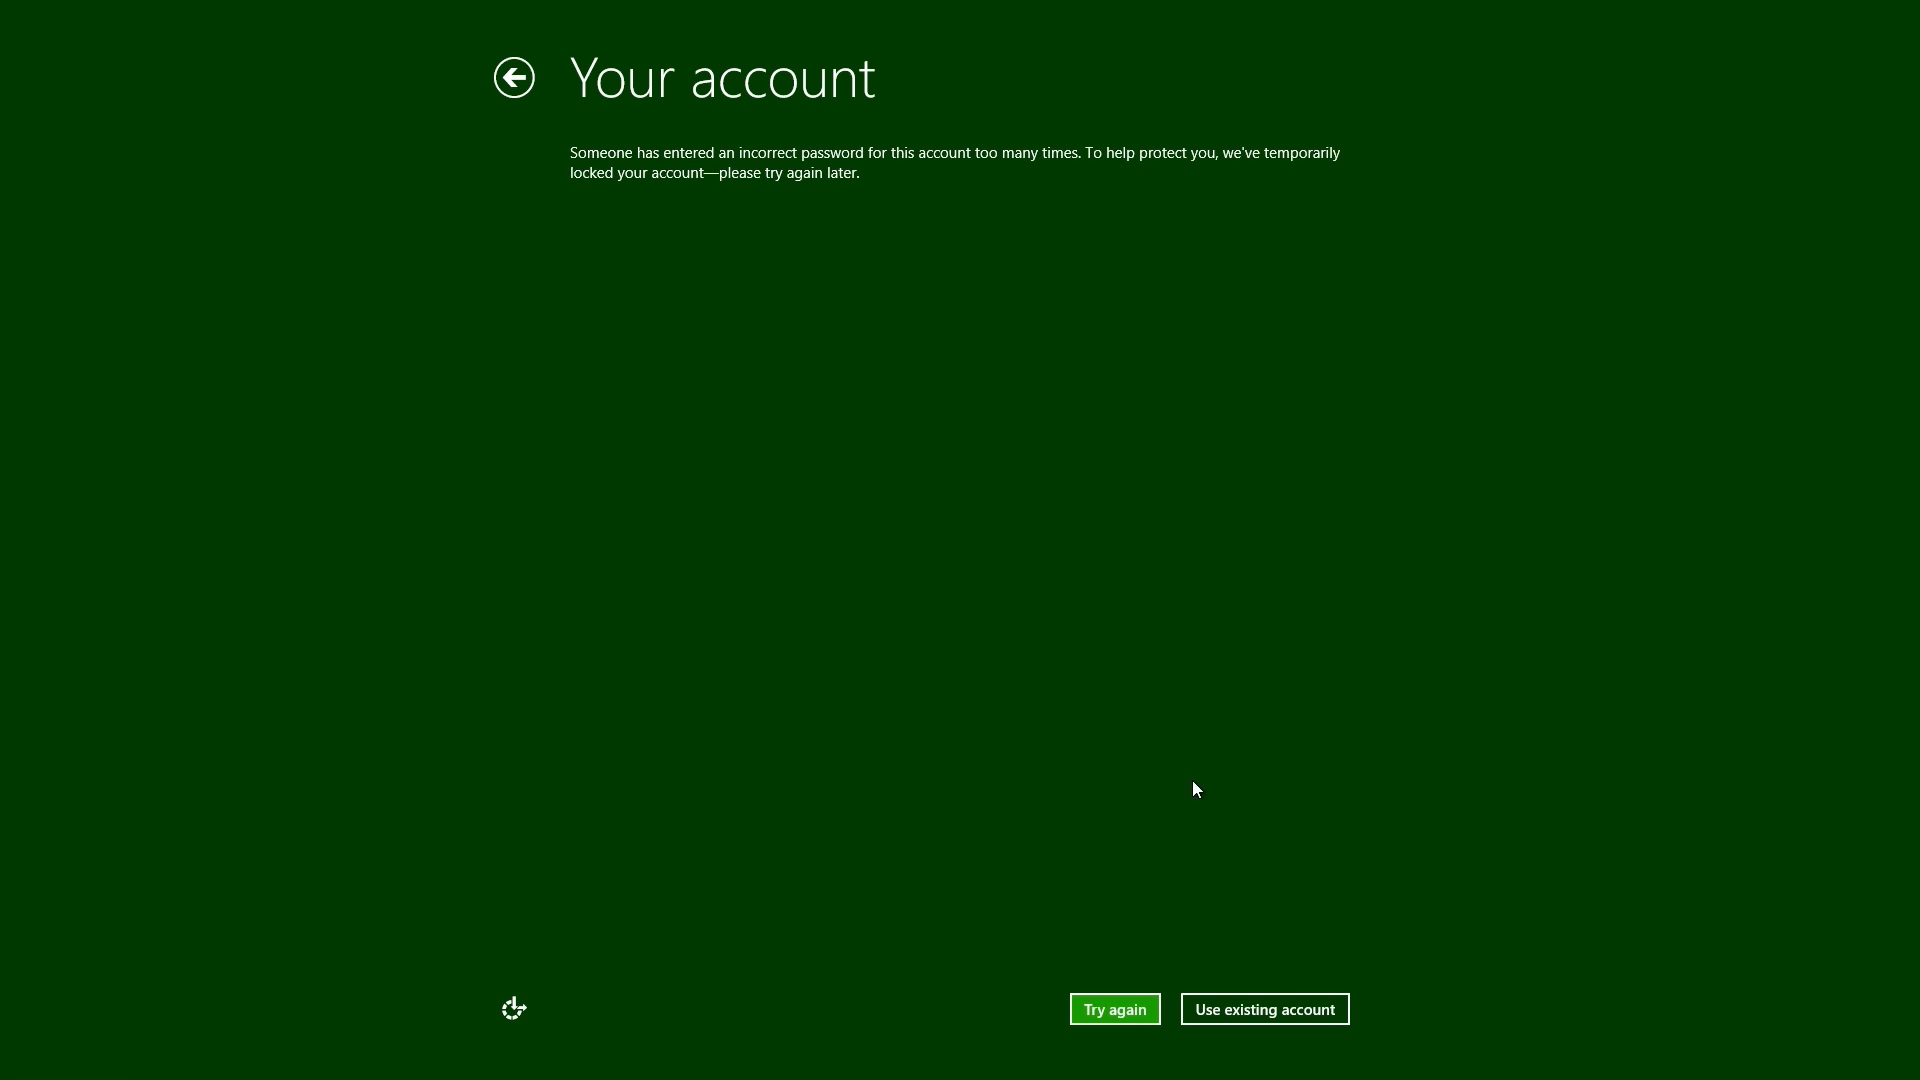 Your account
Someone has entered an incorrect password for this account too many times. To help protect you, we've temporarily
locked your account—please try again later.
Try again
Use existing account